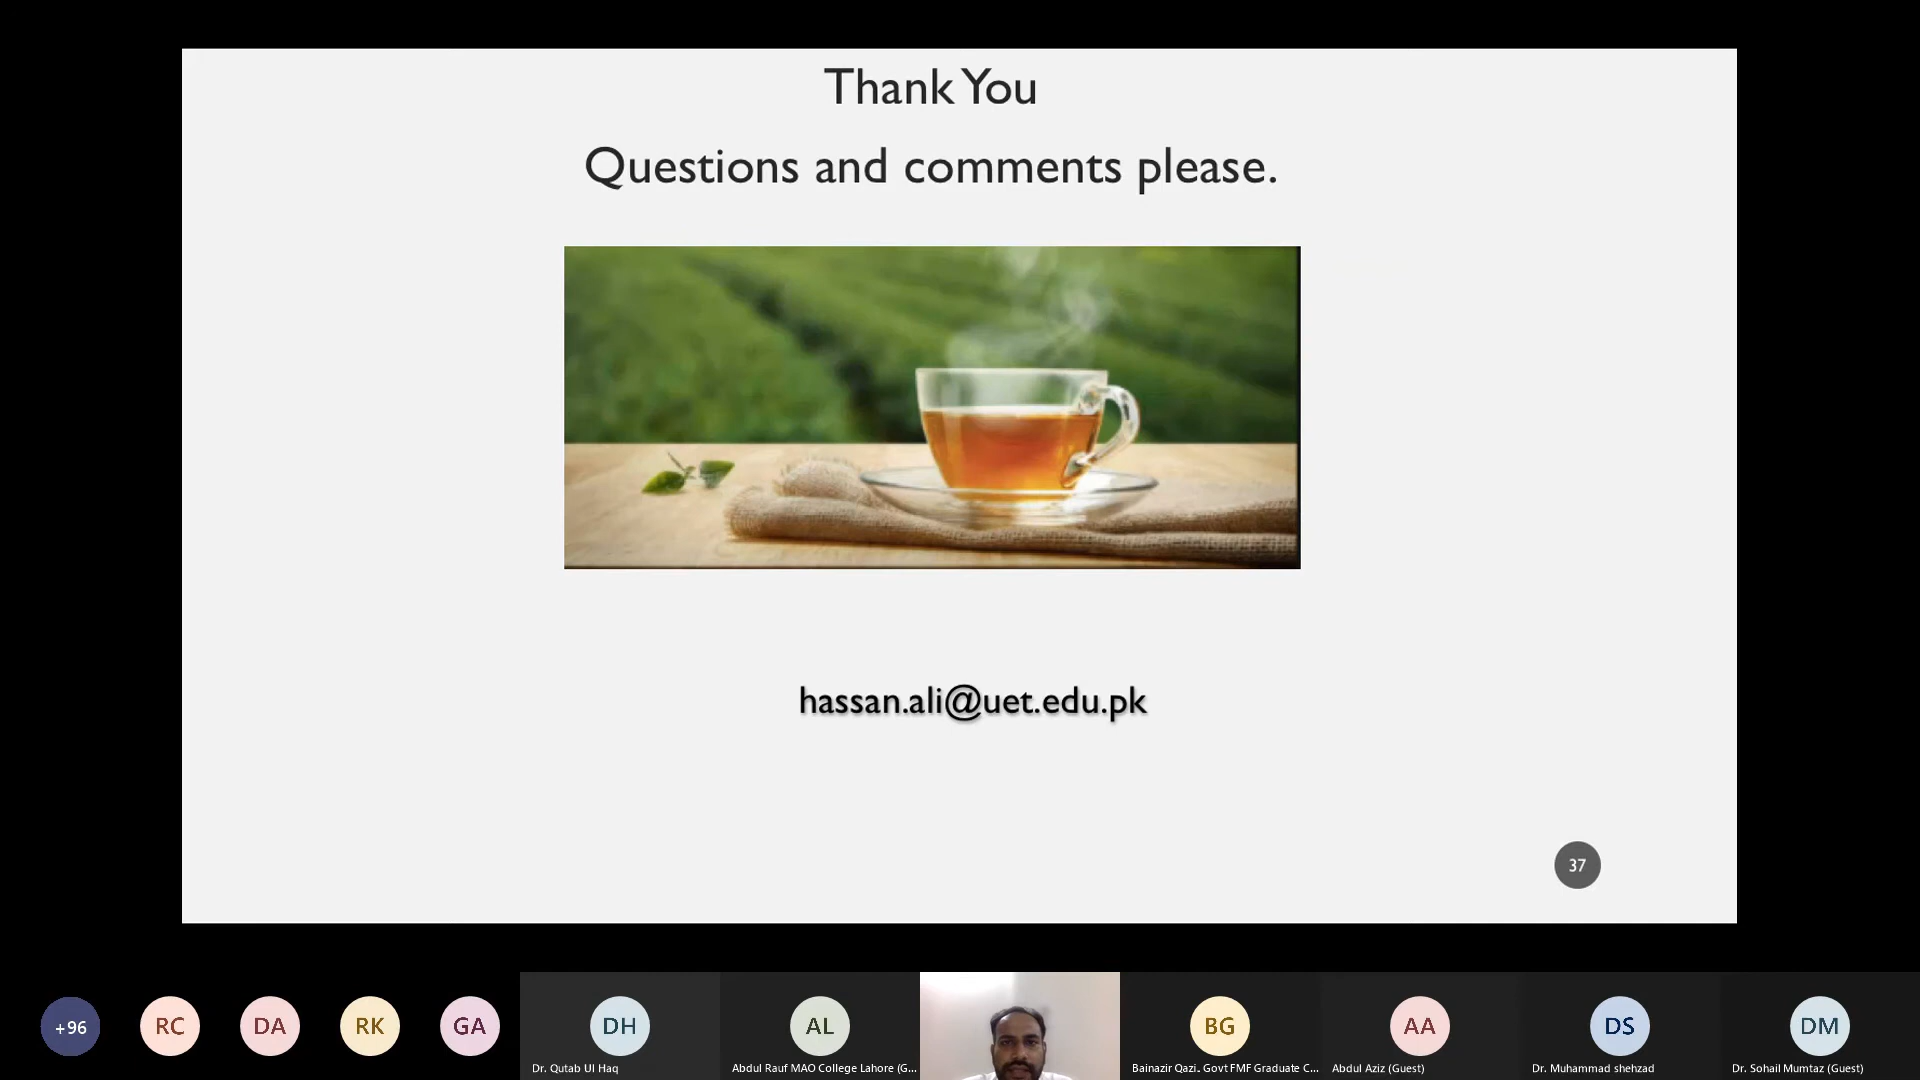 Thank You
Questions and comments please.
hassan.ali@uet.edu.pk
37
+96
RC
DA
RK
GA
DH
AL
BG
AA
DS
DM
Dr. Qutab Ul Haq
Abdul Rauf MAO College Lahore (G...
Bainazir Qazi.. Govt FMF Graduate C...
Abdul Aziz (Guest)
Dr. Muhammad shehzad
Dr. Sohail Mumtaz (Guest)